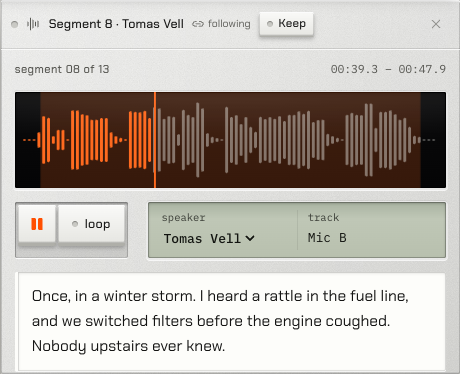 Segment 8 · Tomas Vell following Keep
segment 08 of 13 00:39.3 – 00:47.9
loop
speaker track
Tomas Vell Mic B
Once, in a winter storm. I heard a rattle in the fuel line,
and we switched filters before the engine coughed.
Nobody upstairs ever knew.